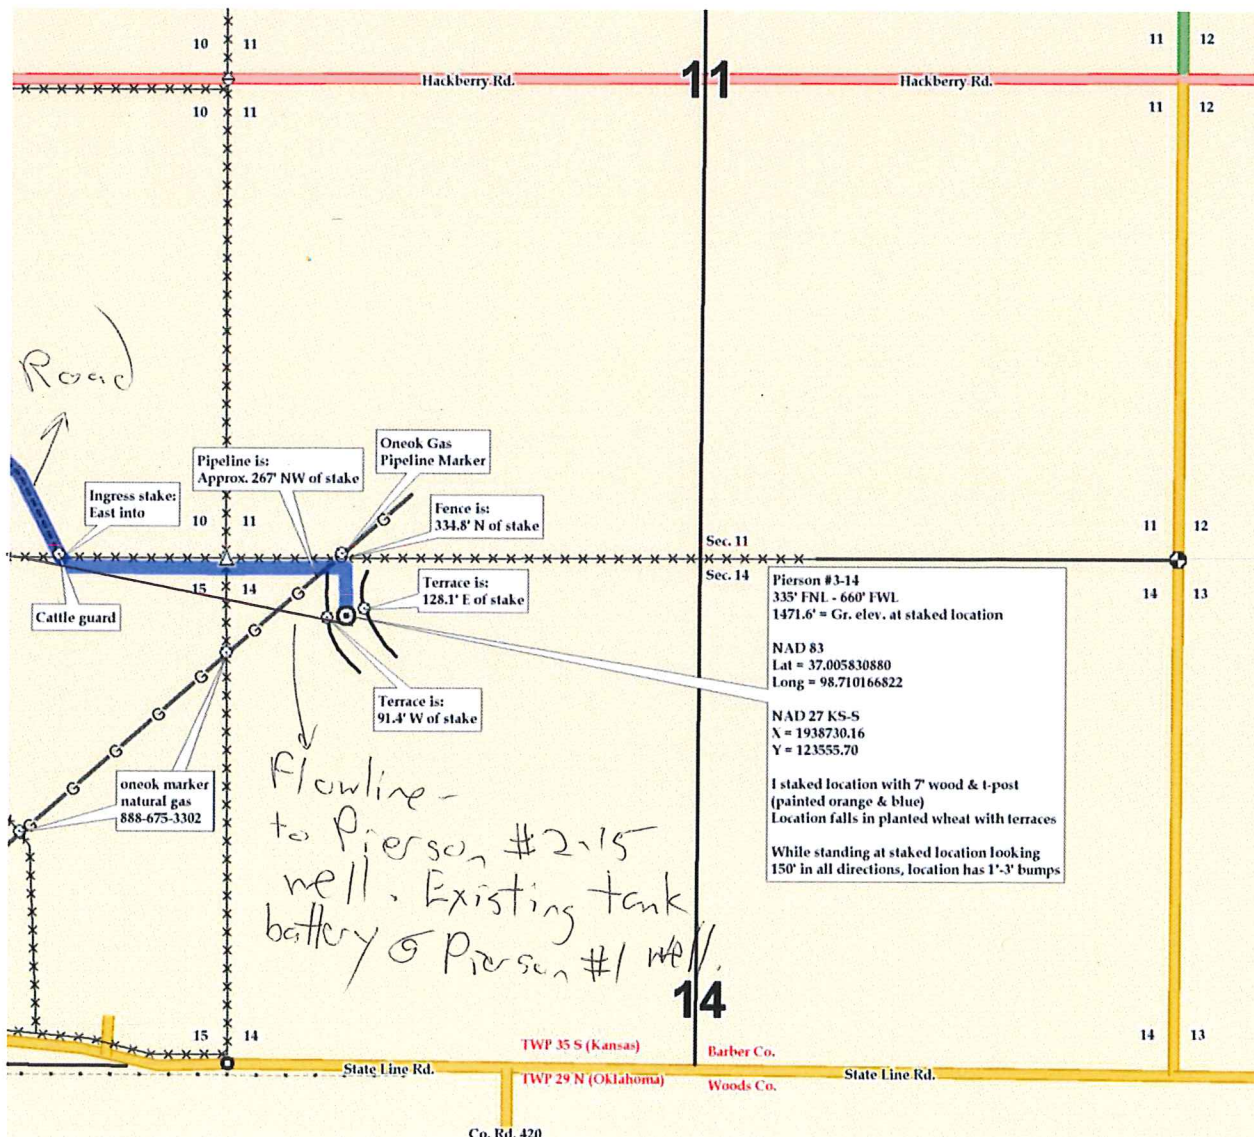 10 11
11 12
Hackberry Rd.
11
Hackberry Rd.
10 11
11 12
Road
Oneok Gas
Pipeline Marker
Pipeline is:
Approx. 267' NW of stake
Ingress stake:
East into
Fence is:
334.8' N of stake
10 11
11 12
Sec. 11
Sec. 14
15 14
14 13
Cattle guard
Terrace is:
128.1' E of stake
Terrace is:
91.4' W of stake
Pierson #3-14
335' FNL - 660' FWL
1471.6' = Gr. elev. at staked location
NAD 83
Lat = 37.005830880
Long = 98.710166822
NAD 27 KS-S
X = 1938730.16
Y = 123555.70
I staked location with 7' wood & t-post
(painted orange & blue)
Location falls in planted wheat with terraces
While standing at staked location looking
150' in all directions, location has 1'-3' bumps
G
G
G
G
G
G
G
G
oneok marker
natural gas
888-675-3302
Flowline -
to Pierson #2-15
well. Existing tank
battery @ Pierson #1 well.
14
15 14
14 13
TWP 35 S (Kansas)
Barber Co.
State Line Rd.
TWP 29 N (Oklahoma)
Woods Co.
State Line Rd.
Co. Rd. 420